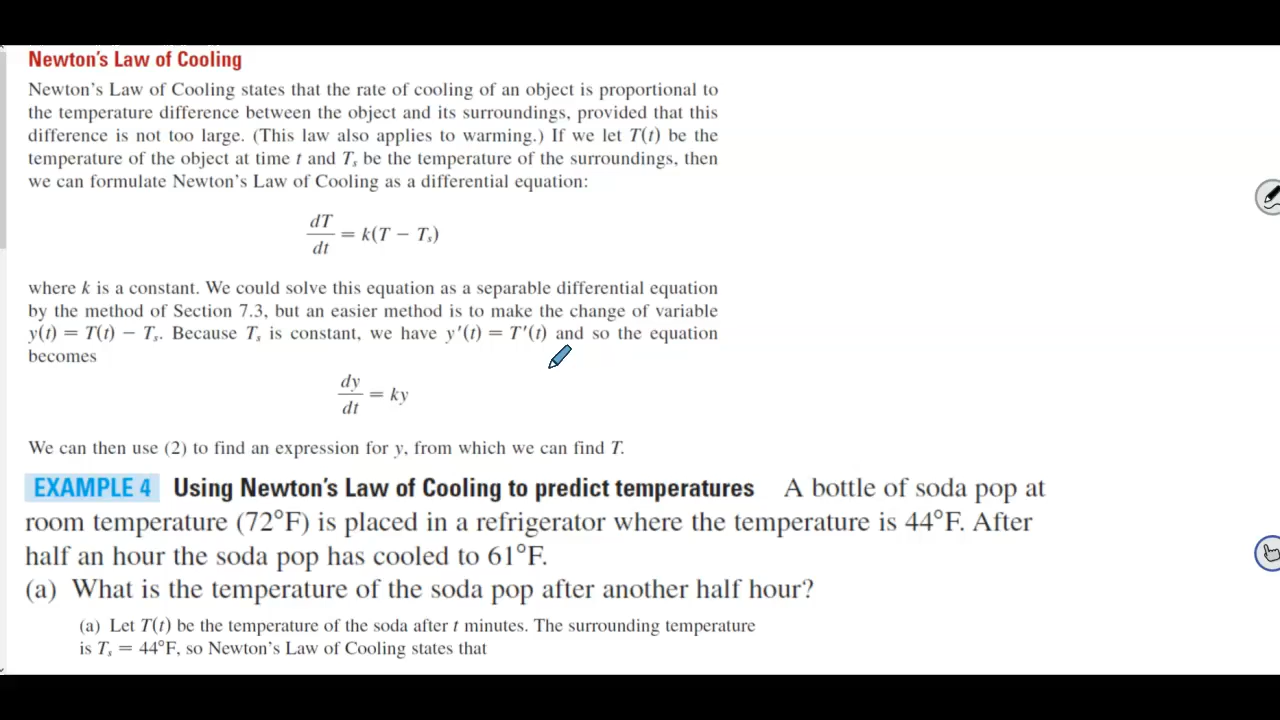 Newton's Law of Cooling
Newton's Law of Cooling states that the rate of cooling of an object is proportional to
the temperature difference between the object and its surroundings, provided that this
difference is not too large. (This law also applies to warming.) If we let T(t) be the
temperature of the object at time t and Tₛ be the temperature of the surroundings, then
we can formulate Newton's Law of Cooling as a differential equation:
dT/dt = k(T − Tₛ)
where k is a constant. We could solve this equation as a separable differential equation
by the method of Section 7.3, but an easier method is to make the change of variable
y(t) = T(t) − Tₛ. Because Tₛ is constant, we have y′(t) = T′(t) and so the equation
becomes
dy/dt = ky
We can then use (2) to find an expression for y, from which we can find T.
EXAMPLE 4 Using Newton's Law of Cooling to predict temperatures A bottle of soda pop at
room temperature (72°F) is placed in a refrigerator where the temperature is 44°F. After
half an hour the soda pop has cooled to 61°F.
(a) What is the temperature of the soda pop after another half hour?
(a) Let T(t) be the temperature of the soda after t minutes. The surrounding temperature
is Tₛ = 44°F, so Newton's Law of Cooling states that